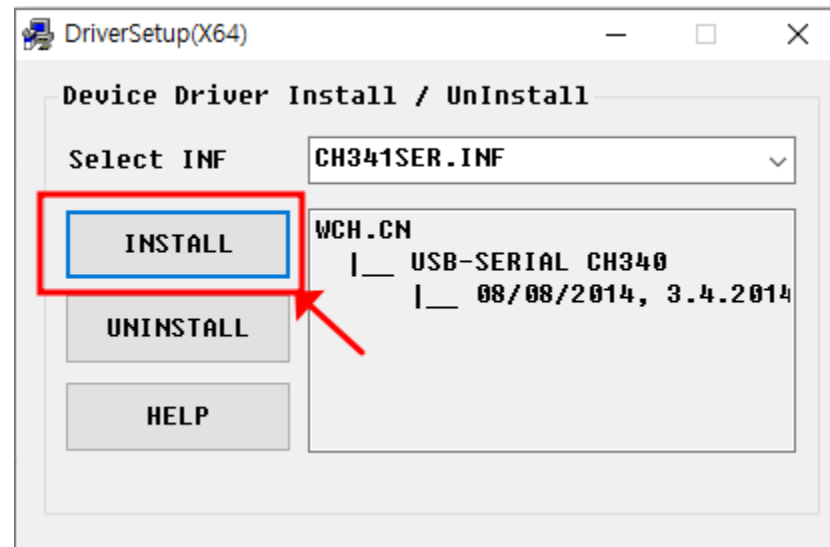 DriverSetup(X64)
Device Driver Install / UnInstall
Select INF
CH341SER.INF
INSTALL
UNINSTALL
HELP
WCH.CN
|__ USB-SERIAL CH340
|__ 08/08/2014, 3.4.2014